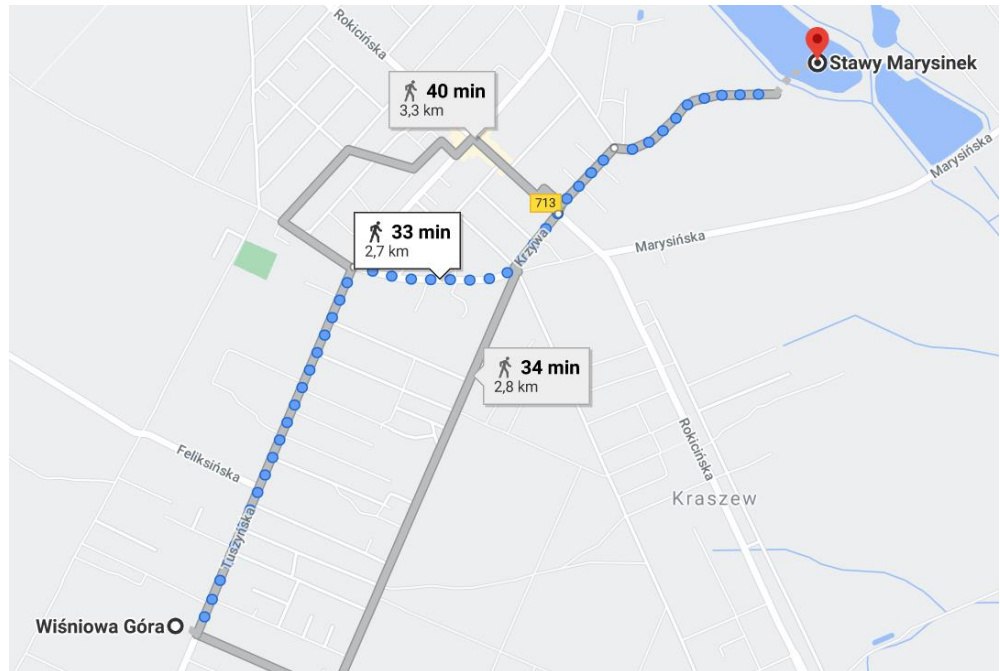 Rokicińska
Stawy Marysinek
40 min
3,3 km
Marysińska
713
33 min
2,7 km
Krzywa
Marysińska
34 min
2,8 km
Rokicińska
Feliksińska
Kraszew
Tuszyńska
Wiśniowa Góra